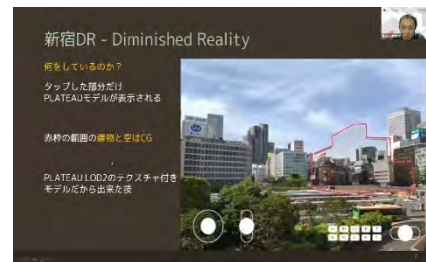 新宿DR - Diminished Reality
何をしているのか？
タップした部分だけ
PLATEAUモデルが表示される
赤枠の範囲の建物と空はCG
PLATEAU LOD2のテクスチャ付き
モデルだから出来た技